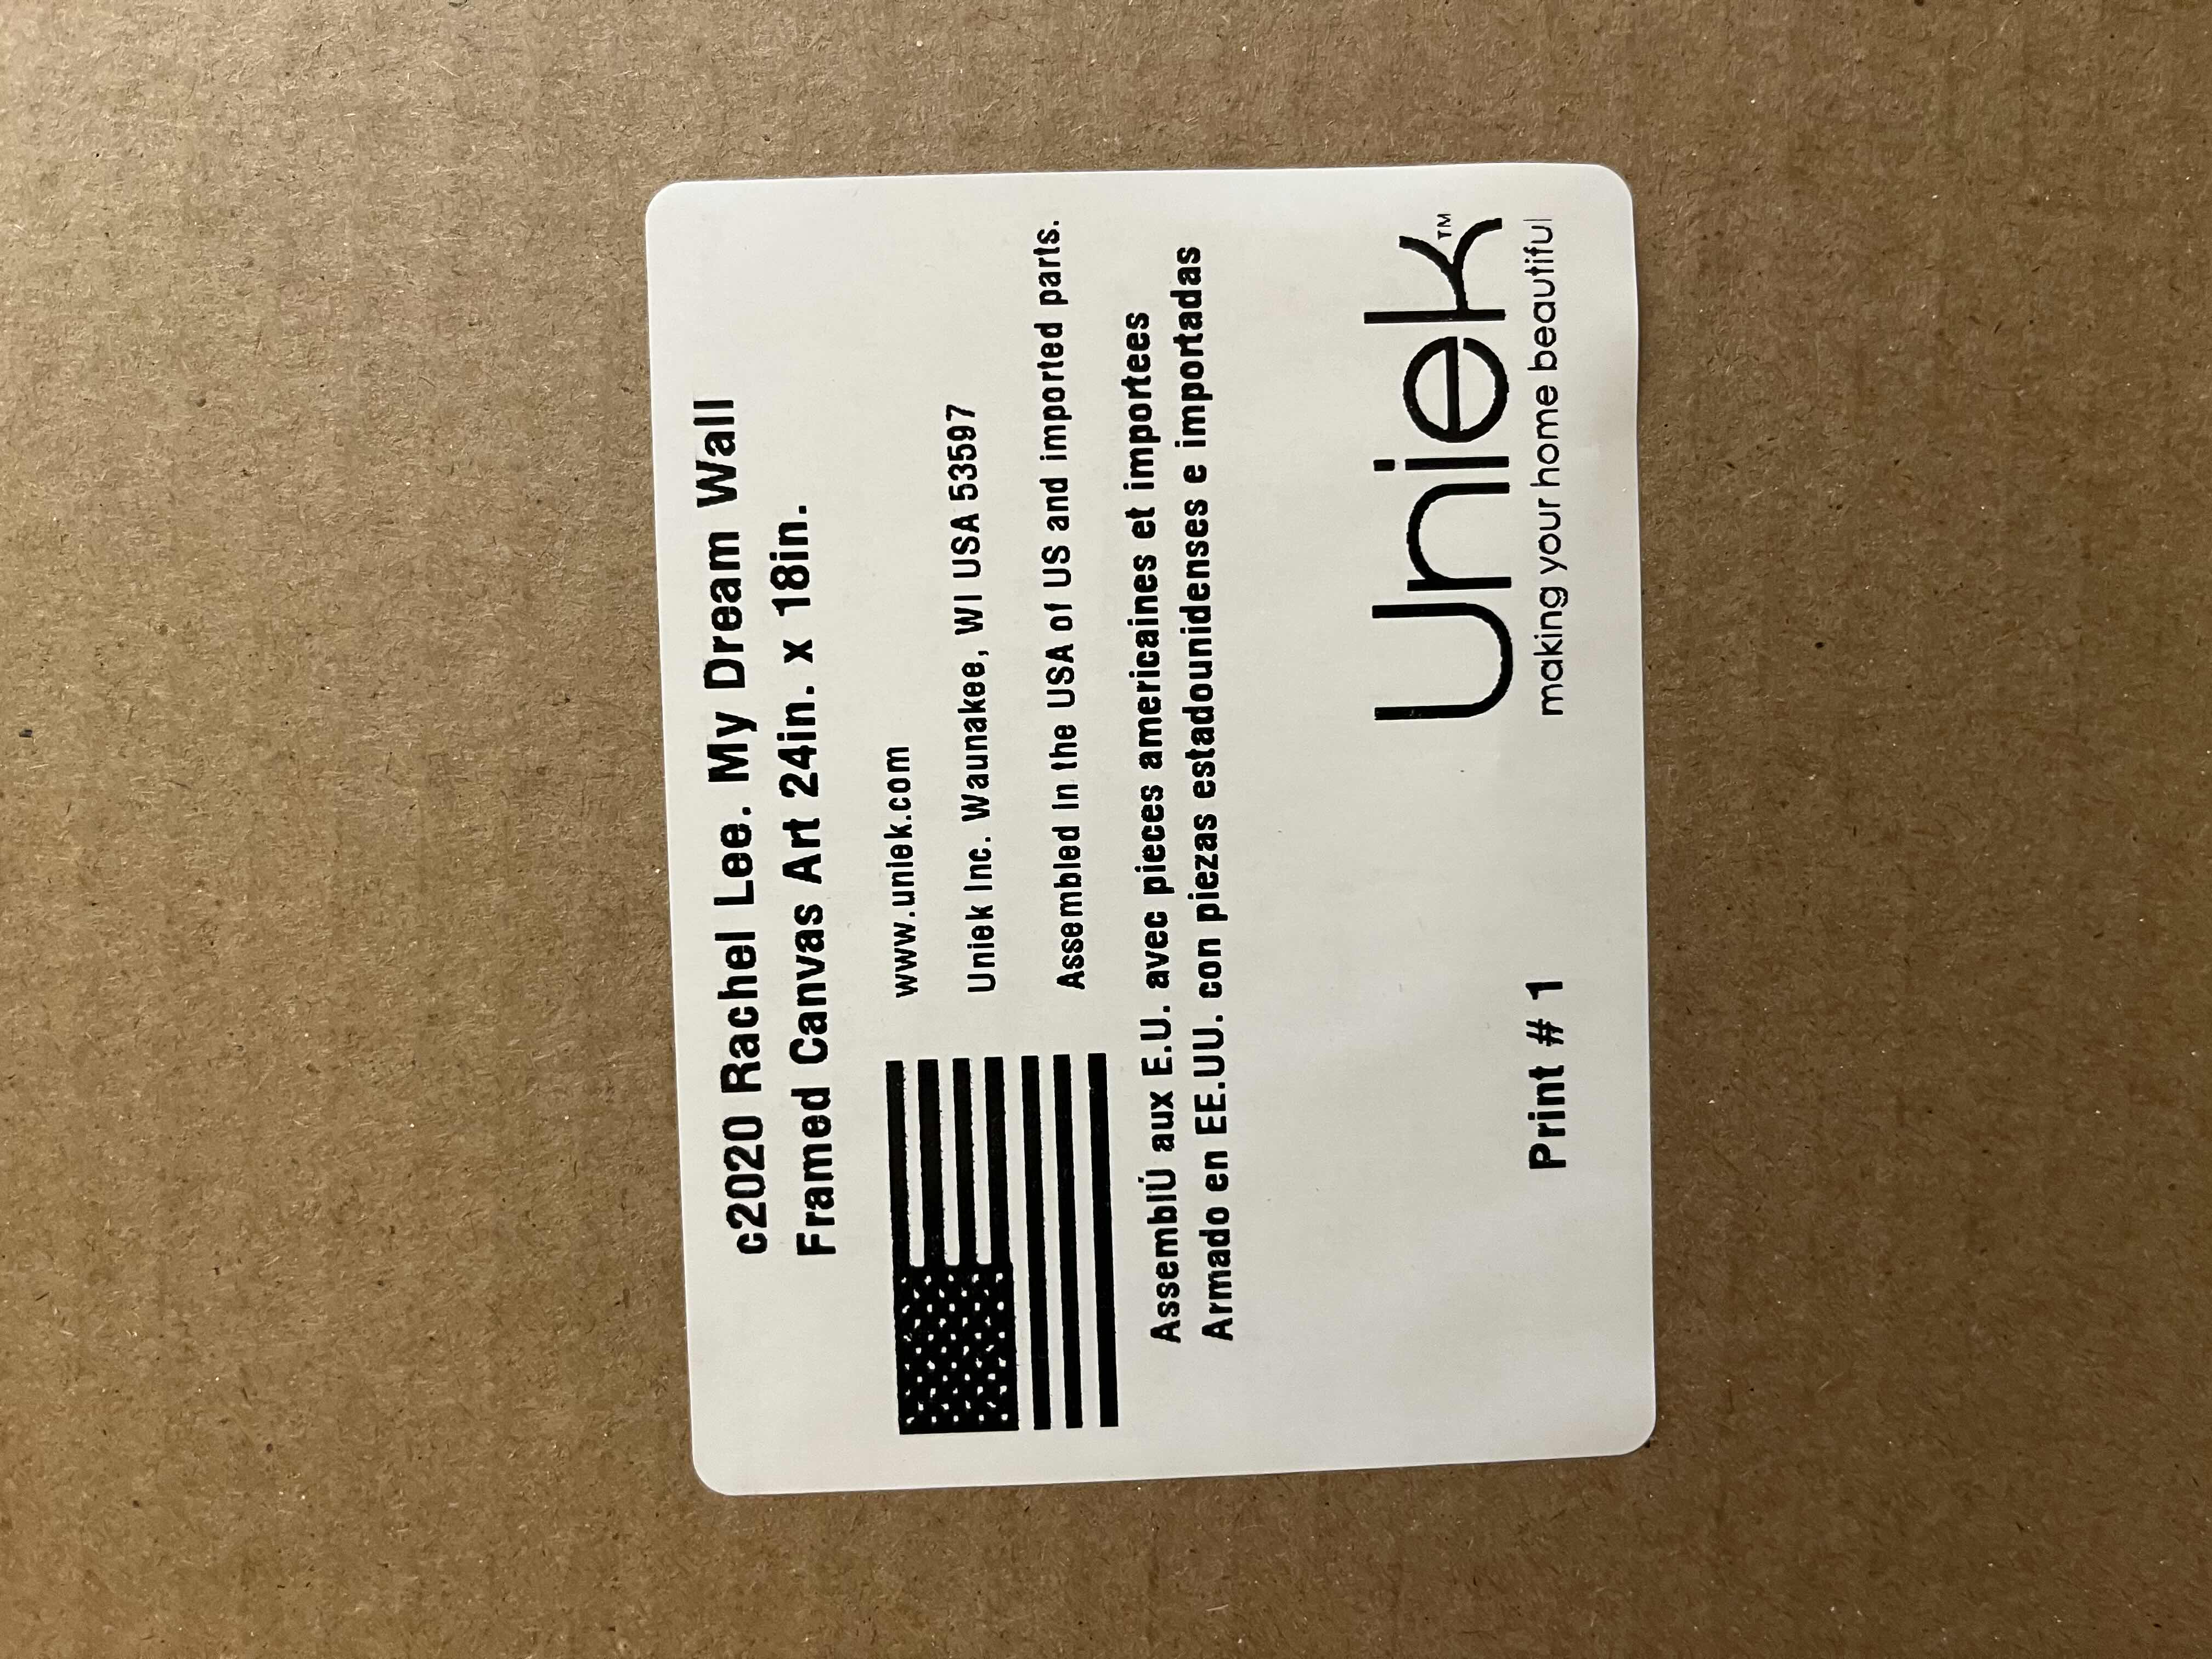 c2020 Rachel Lee. My Dream Wall
Framed Canvas Art 24in. x 18in.
www.uniek.com
Uniek Inc. Waunakee, WI USA 53597
Assembled in the USA of US and imported parts.
AssemblÚ aux E.U. avec pieces americaines et importees
Armado en EE.UU. con piezas estadounidenses e importadas
Uniek™
making your home beautiful
Print # 1